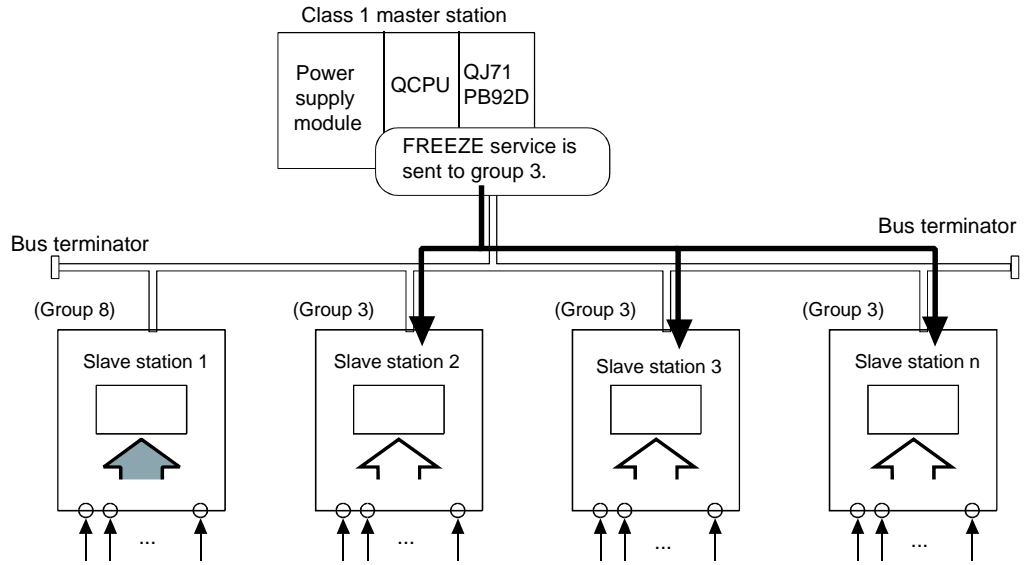 Class 1 master station
Power
supply
module
QCPU
QJ71
PB92D
FREEZE service is
sent to group 3.
Bus terminator
Bus terminator
(Group 8)
(Group 3)
(Group 3)
(Group 3)
Slave station 1
Slave station 2
Slave station 3
Slave station n
...
...
...
...